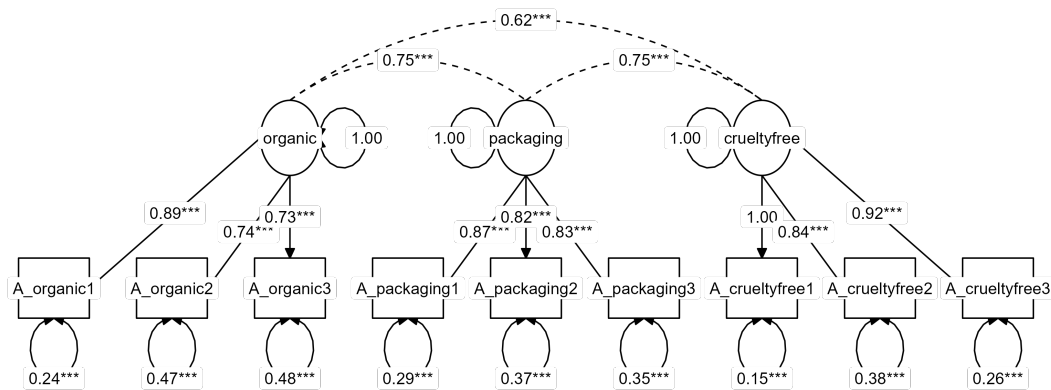 0.62***
0.75*** 0.75***
organic 1.00 1.00 packaging 1.00 crueltyfree
0.89*** 0.74*** 0.73*** 0.87*** 0.82*** 0.83*** 1.00 0.84*** 0.92***
A_organic1 A_organic2 A_organic3 A_packaging1 A_packaging2 A_packaging3 A_crueltyfree1 A_crueltyfree2 A_crueltyfree3
0.24*** 0.47*** 0.48*** 0.29*** 0.37*** 0.35*** 0.15*** 0.38*** 0.26***